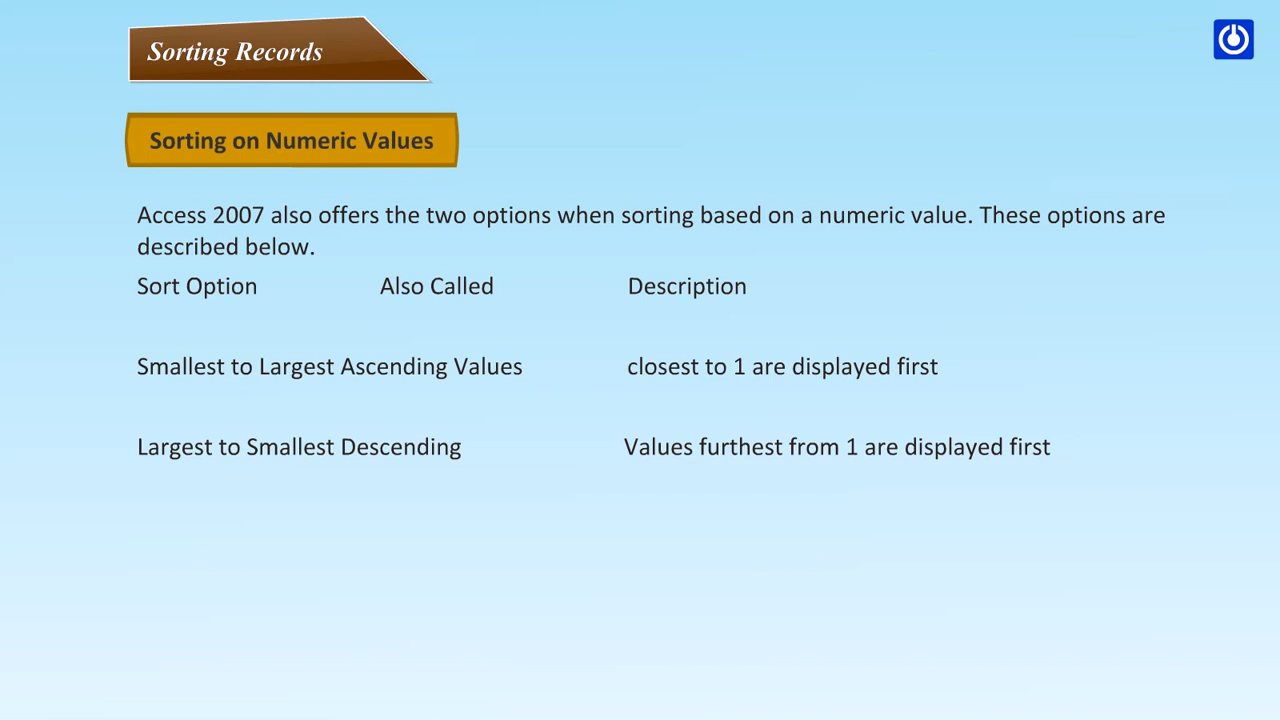 Sorting Records
Sorting on Numeric Values
Access 2007 also offers the two options when sorting based on a numeric value. These options are
described below.
Sort Option Also Called Description
Smallest to Largest Ascending Values closest to 1 are displayed first
Largest to Smallest Descending Values furthest from 1 are displayed first